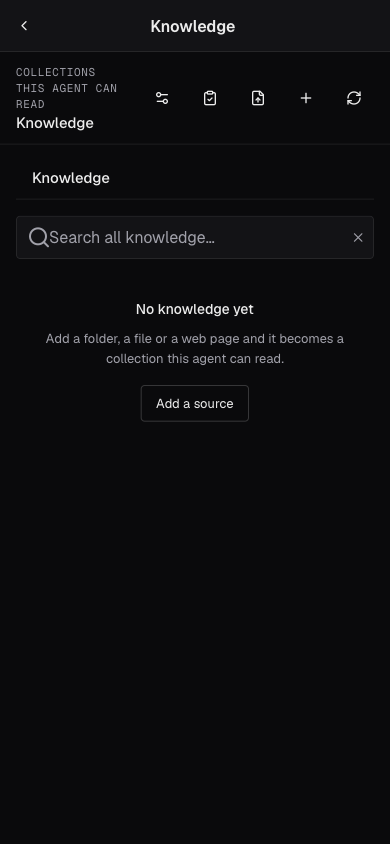 Knowledge
COLLECTIONS
THIS AGENT CAN
READ
Knowledge
Knowledge
Search all knowledge…
No knowledge yet
Add a folder, a file or a web page and it becomes a
collection this agent can read.
Add a source